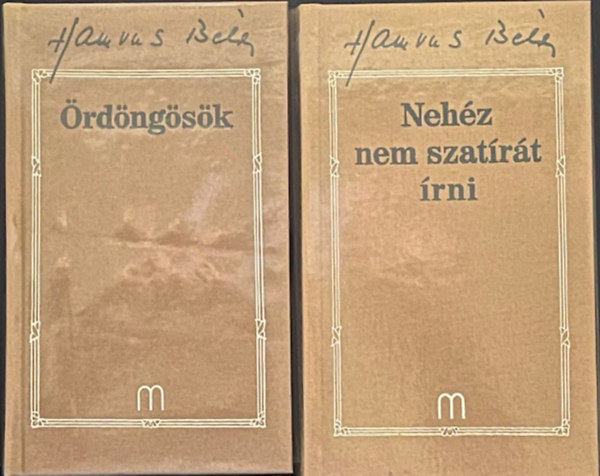 Hamvas Béla
Ördöngösök
m
Hamvas Béla
Nehéz
nem szatírát
írni
m